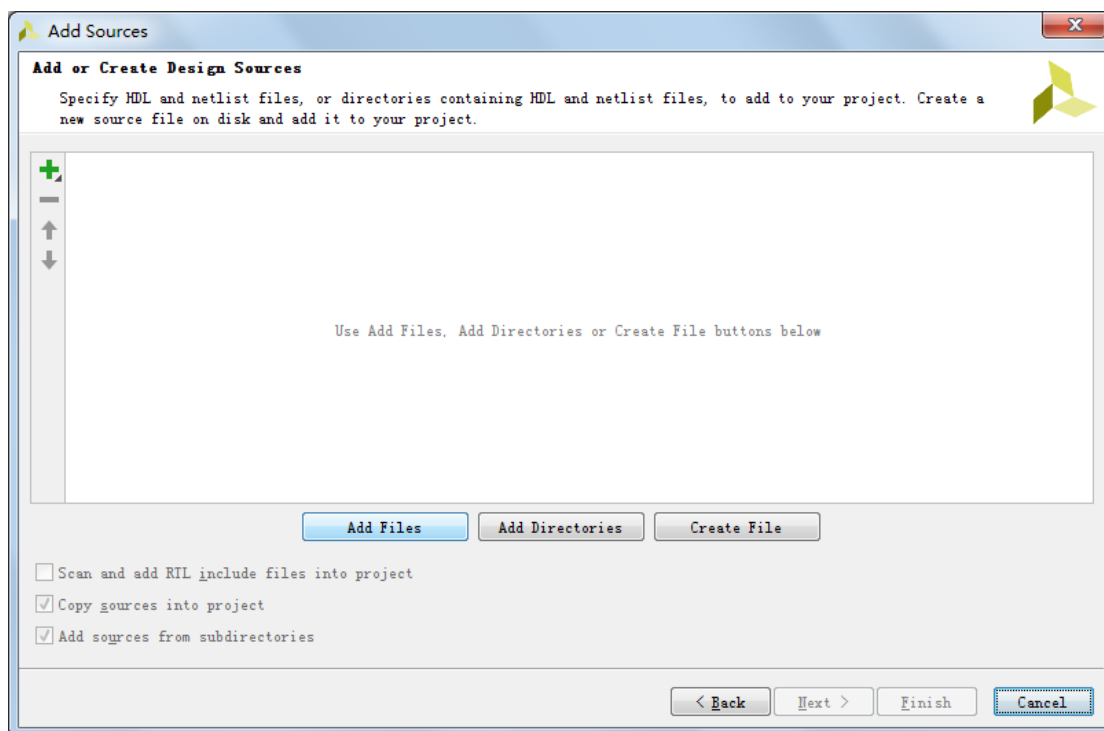 Add Sources
Add or Create Design Sources
Specify HDL and netlist files, or directories containing HDL and netlist files, to add to your project. Create a
new source file on disk and add it to your project.
Use Add Files, Add Directories or Create File buttons below
Add Files
Add Directories
Create File
Scan and add RTL include files into project
Copy sources into project
Add sources from subdirectories
< Back
Next >
Finish
Cancel